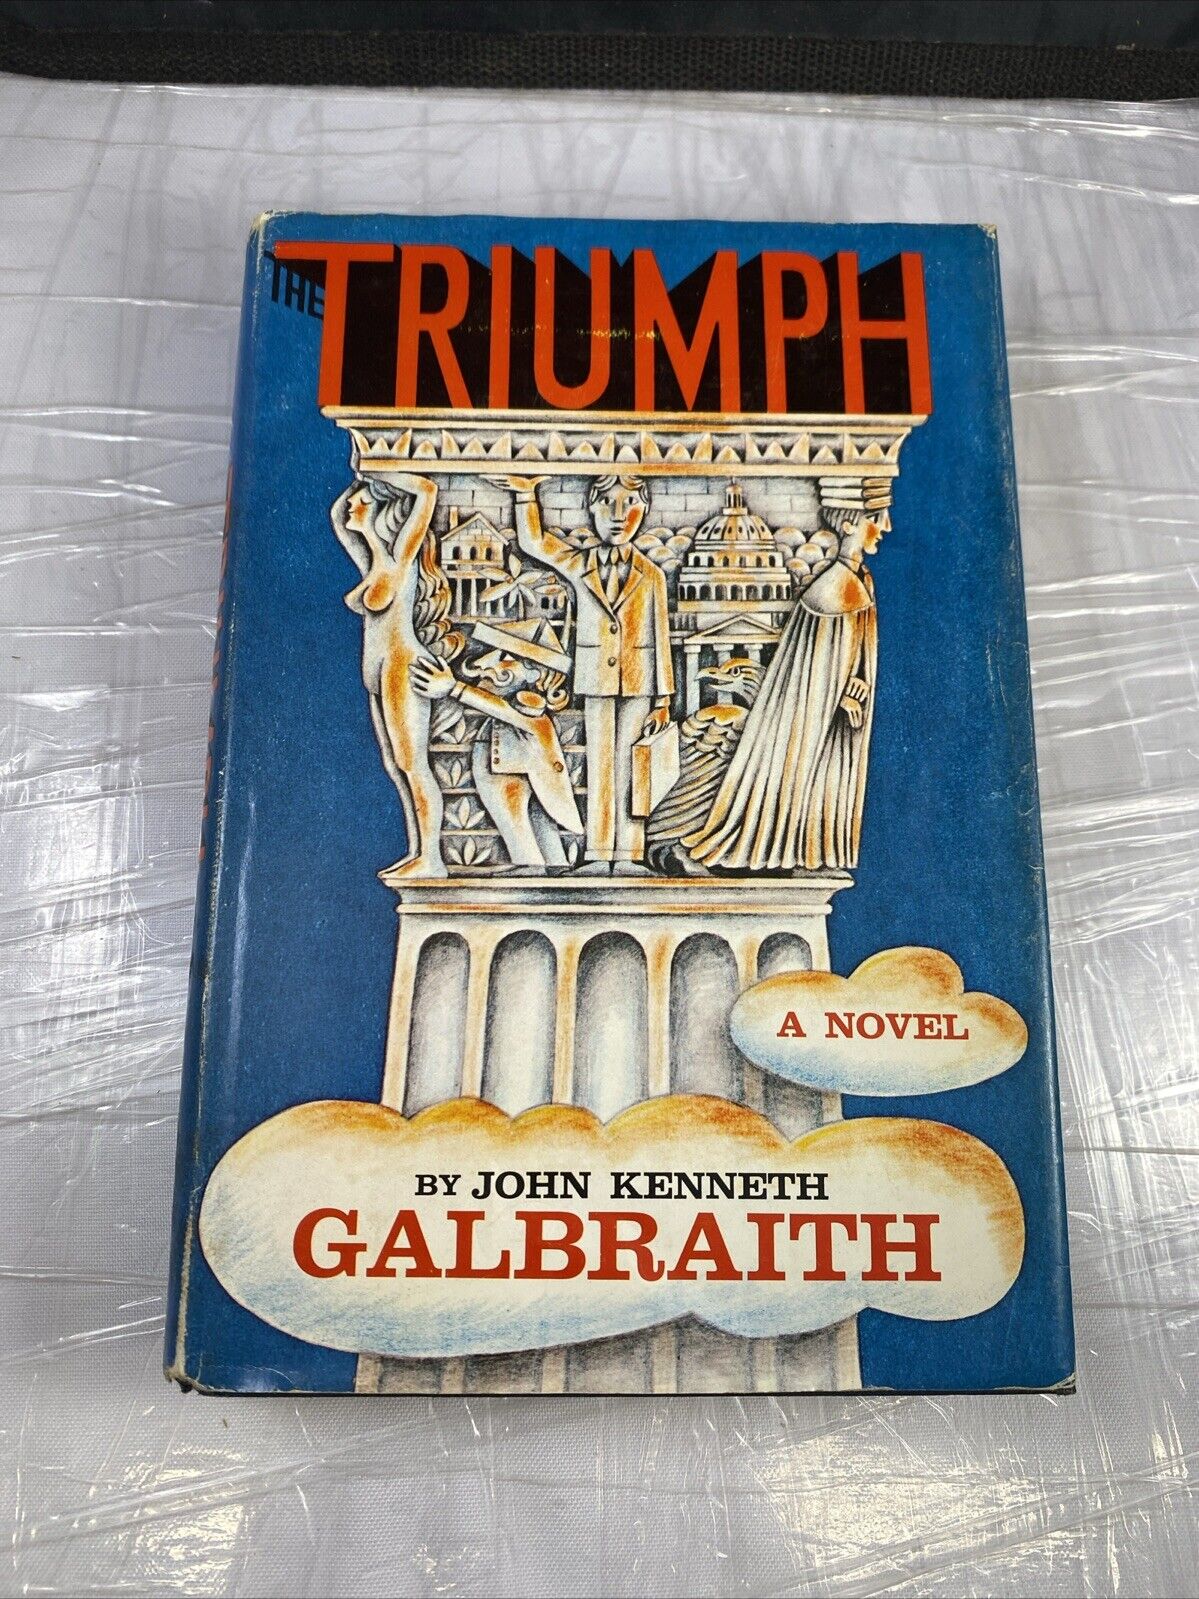 THE
TRIUMPH
A NOVEL
BY JOHN KENNETH
GALBRAITH